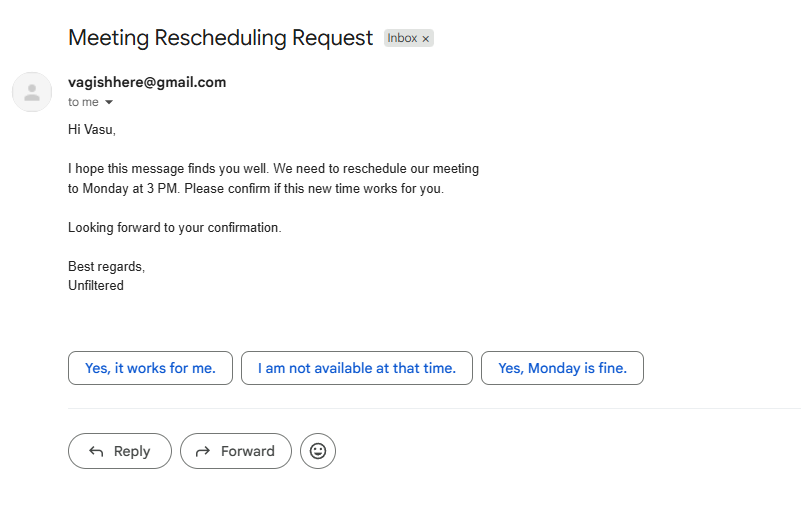 Meeting Rescheduling Request Inbox ×
vagishhere@gmail.com
to me
Hi Vasu,
I hope this message finds you well. We need to reschedule our meeting
to Monday at 3 PM. Please confirm if this new time works for you.
Looking forward to your confirmation.
Best regards,
Unfiltered
Yes, it works for me. I am not available at that time. Yes, Monday is fine.
Reply Forward